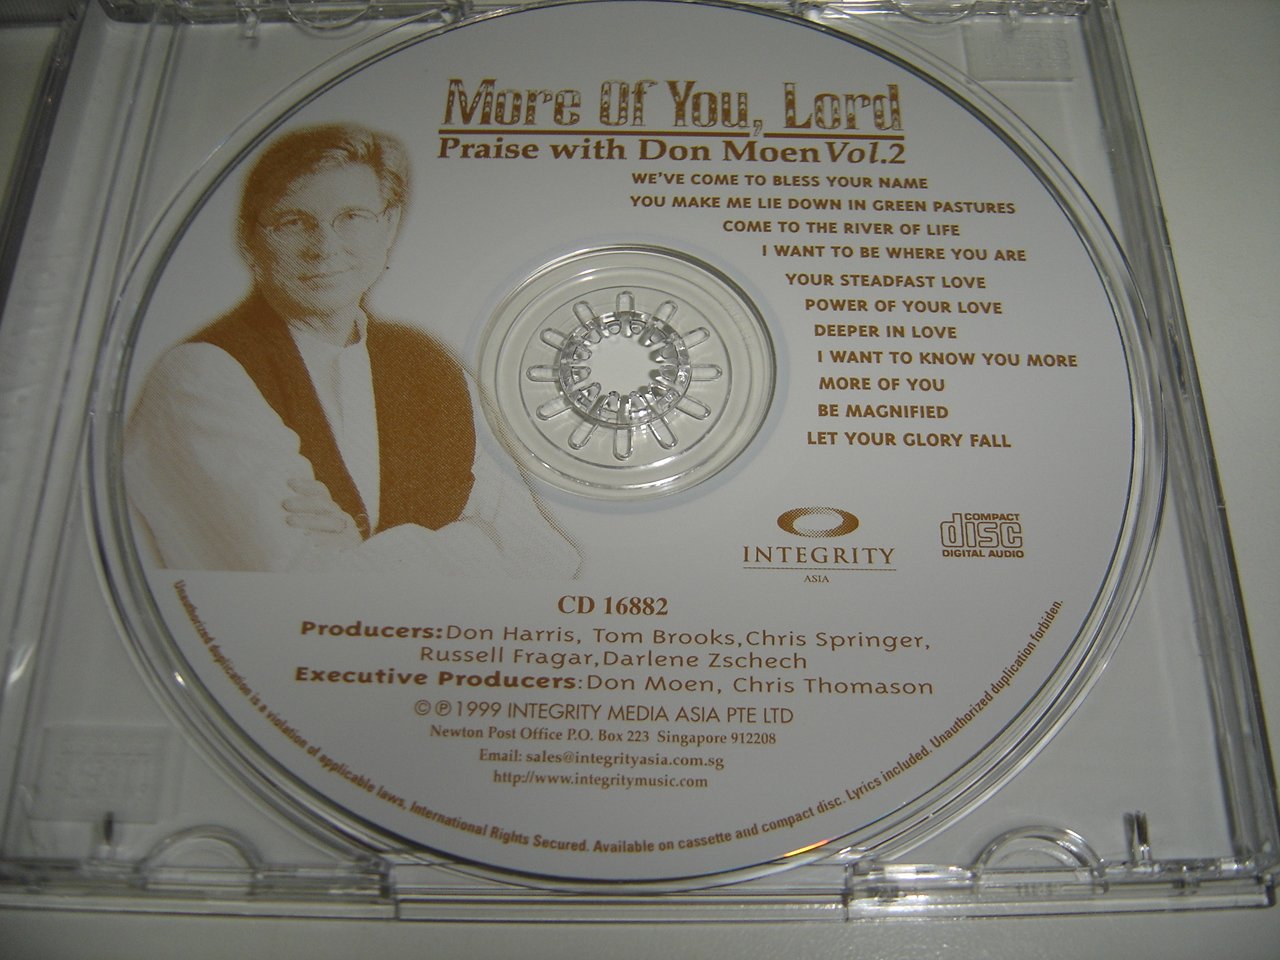 More Of You, Lord
Praise with Don Moen Vol.2
WE'VE COME TO BLESS YOUR NAME
YOU MAKE ME LIE DOWN IN GREEN PASTURES
COME TO THE RIVER OF LIFE
I WANT TO BE WHERE YOU ARE
YOUR STEADFAST LOVE
POWER OF YOUR LOVE
DEEPER IN LOVE
I WANT TO KNOW YOU MORE
MORE OF YOU
BE MAGNIFIED
LET YOUR GLORY FALL
INTEGRITY
ASIA
COMPACT
disc
DIGITAL AUDIO
CD 16882
Producers: Don Harris, Tom Brooks, Chris Springer,
Russell Fragar, Darlene Zschech
Executive Producers: Don Moen, Chris Thomason
© ℗ 1999 INTEGRITY MEDIA ASIA PTE LTD
Newton Post Office P.O. Box 223 Singapore 912208
Email: sales@integrityasia.com.sg
http://www.integritymusic.com
Unauthorized duplication is a violation of applicable laws, International Rights Secured. Available on cassette and compact disc. Lyrics included. Unauthorized duplication forbiden.